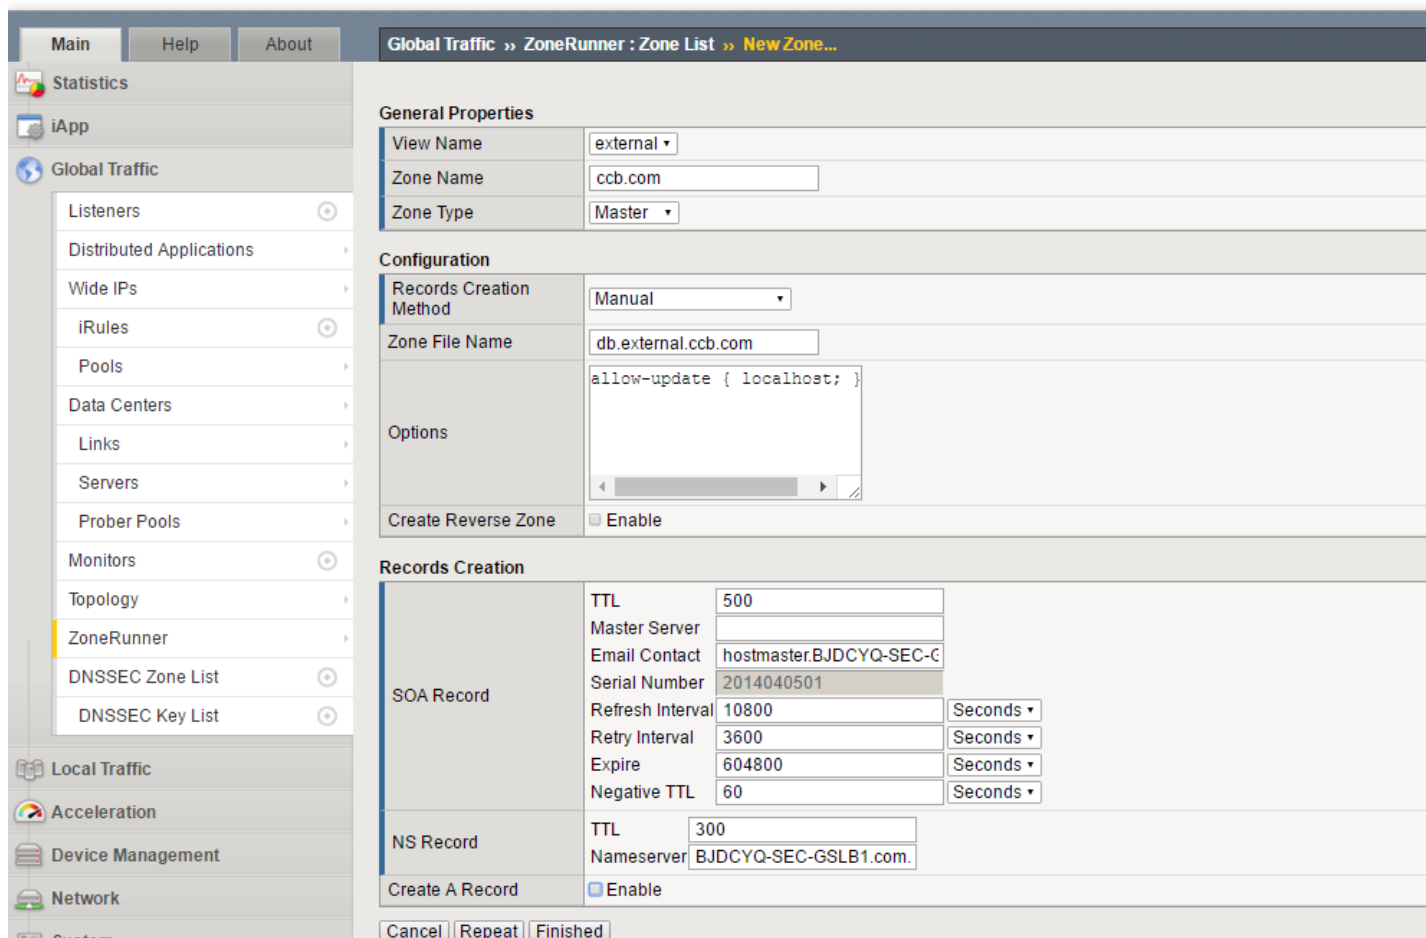 Main Help About
Global Traffic ›› ZoneRunner : Zone List ›› New Zone...
Statistics
iApp
Global Traffic
Listeners
Distributed Applications
Wide IPs
iRules
Pools
Data Centers
Links
Servers
Prober Pools
Monitors
Topology
ZoneRunner
DNSSEC Zone List
DNSSEC Key List
Local Traffic
Acceleration
Device Management
Network
General Properties
View Name external
Zone Name ccb.com
Zone Type Master
Configuration
Records Creation
Method
Manual
Zone File Name db.external.ccb.com
Options
allow-update { localhost; }
Create Reverse Zone Enable
Records Creation
SOA Record
TTL 500
Master Server
Email Contact hostmaster.BJDCYQ-SEC-G
Serial Number 2014040501
Refresh Interval 10800 Seconds
Retry Interval 3600 Seconds
Expire 604800 Seconds
Negative TTL 60 Seconds
NS Record
TTL 300
Nameserver BJDCYQ-SEC-GSLB1.com.
Create A Record Enable
Cancel Repeat Finished